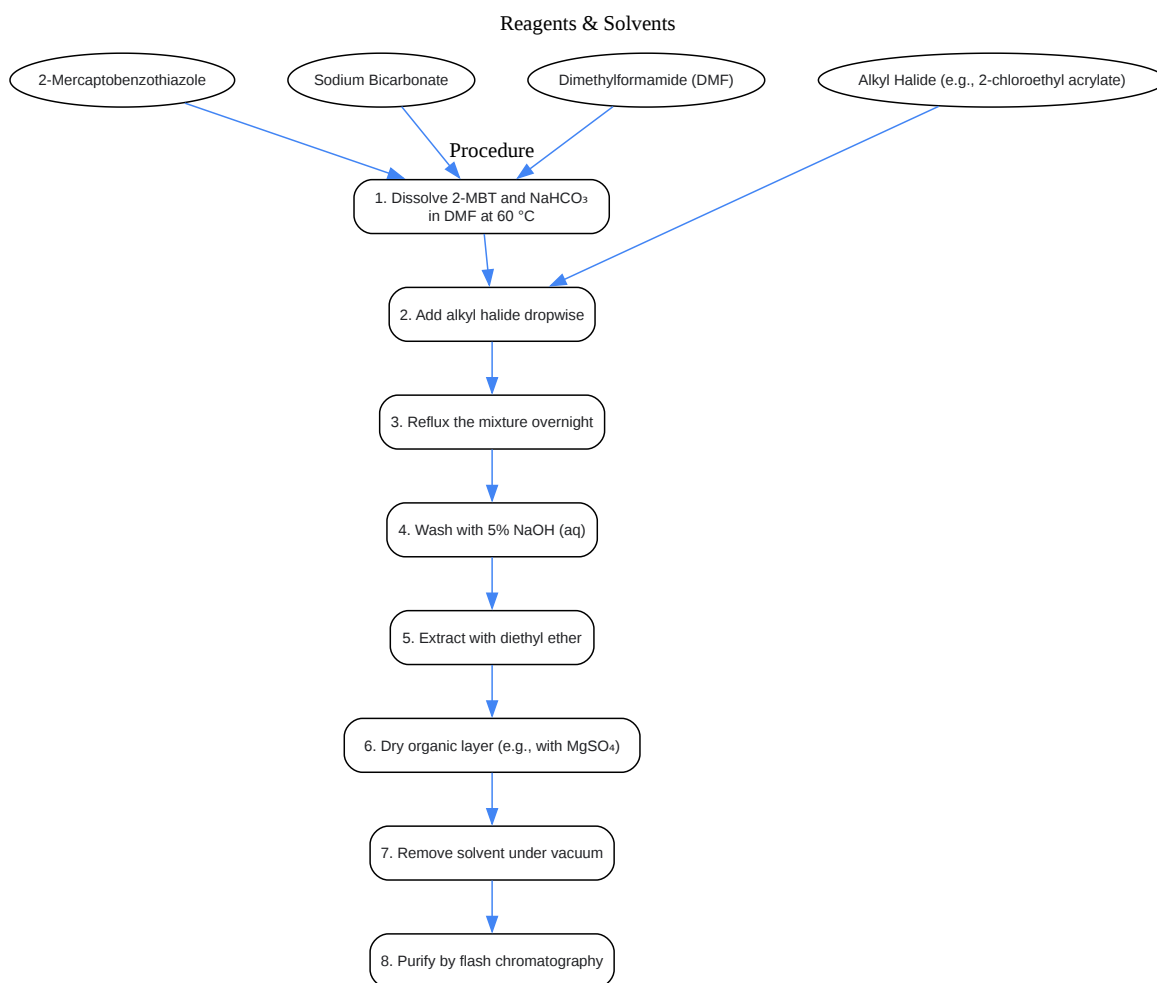 Reagents & Solvents
2-Mercaptobenzothiazole
Sodium Bicarbonate
Dimethylformamide (DMF)
Alkyl Halide (e.g., 2-chloroethyl acrylate)
Procedure
1. Dissolve 2-MBT and NaHCO₃
in DMF at 60 °C
2. Add alkyl halide dropwise
3. Reflux the mixture overnight
4. Wash with 5% NaOH (aq)
5. Extract with diethyl ether
6. Dry organic layer (e.g., with MgSO₄)
7. Remove solvent under vacuum
8. Purify by flash chromatography